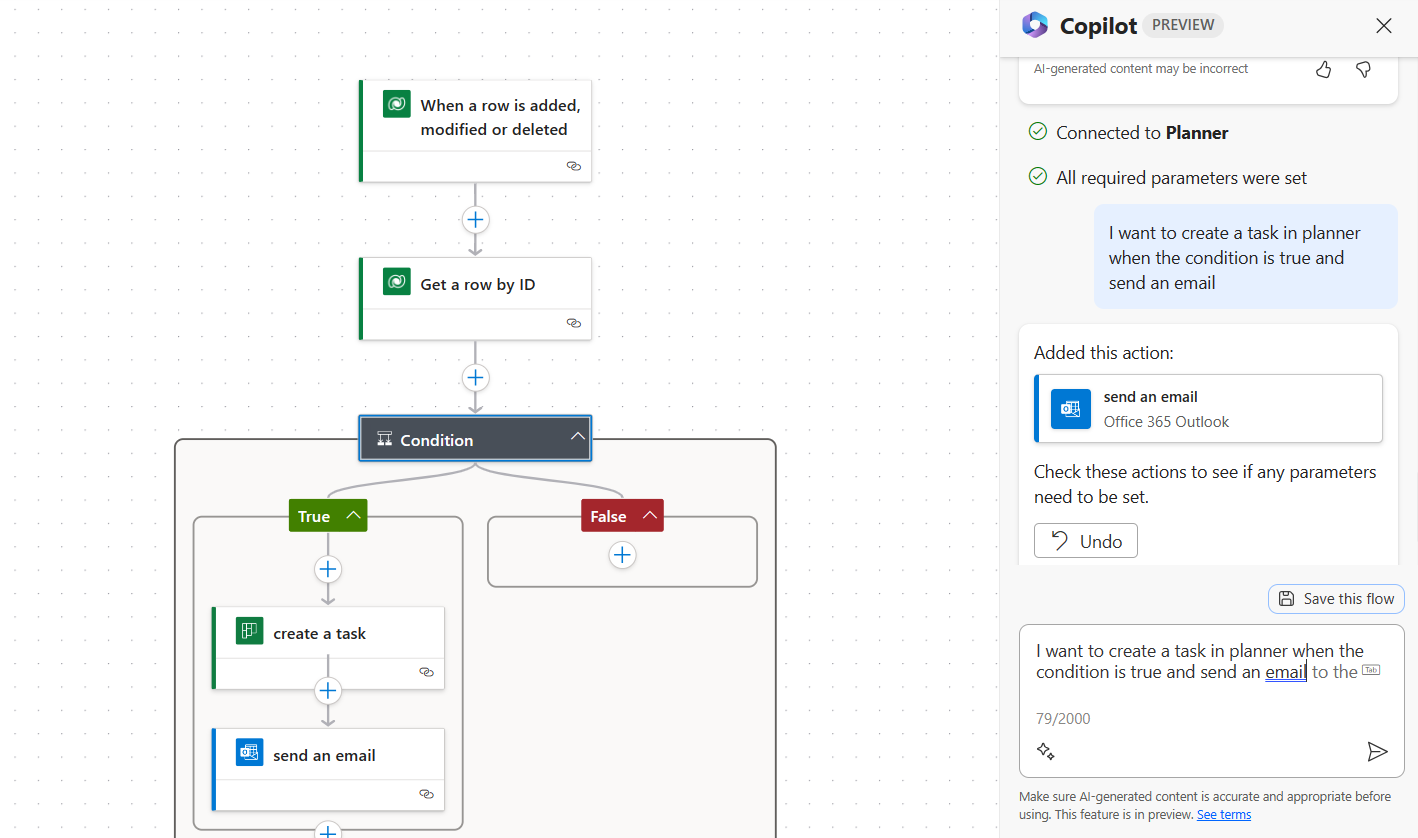 When a row is added,
modified or deleted
Get a row by ID
Condition
True
False
create a task
send an email
Copilot PREVIEW
AI-generated content may be incorrect
Connected to Planner
All required parameters were set
I want to create a task in planner
when the condition is true and
send an email
Added this action:
send an email
Office 365 Outlook
Check these actions to see if any parameters
need to be set.
Undo
Save this flow
I want to create a task in planner when the
condition is true and send an email to the Tab
79/2000
Make sure AI-generated content is accurate and appropriate before
using. This feature is in preview. See terms